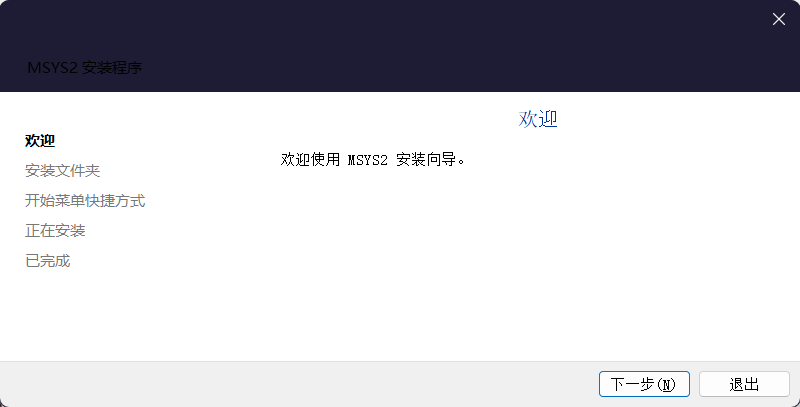 MSYS2 安装程序
欢迎
欢迎
安装文件夹
开始菜单快捷方式
正在安装
已完成
欢迎使用 MSYS2 安装向导。
下一步(N)
退出